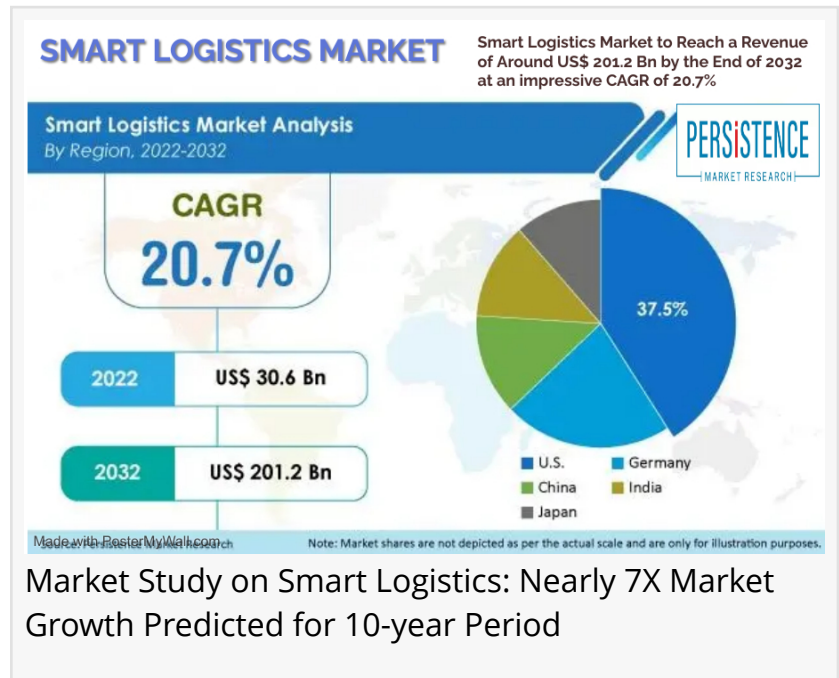 SMART LOGISTICS MARKET
Smart Logistics Market to Reach a Revenue
of Around US$ 201.2 Bn by the End of 2032
at an impressive CAGR of 20.7%
Smart Logistics Market Analysis
By Region, 2022-2032
PERSiSTENCE
MARKET RESEARCH
CAGR
20.7%
2022
US$ 30.6 Bn
2032
US$ 201.2 Bn
37.5%
U.S.
Germany
China
India
Japan
Made with PosterMyWall.com
Source: Persistence Market Research
Note: Market shares are not depicted as per the actual scale and are only for illustration purposes.
Market Study on Smart Logistics: Nearly 7X Market
Growth Predicted for 10-year Period